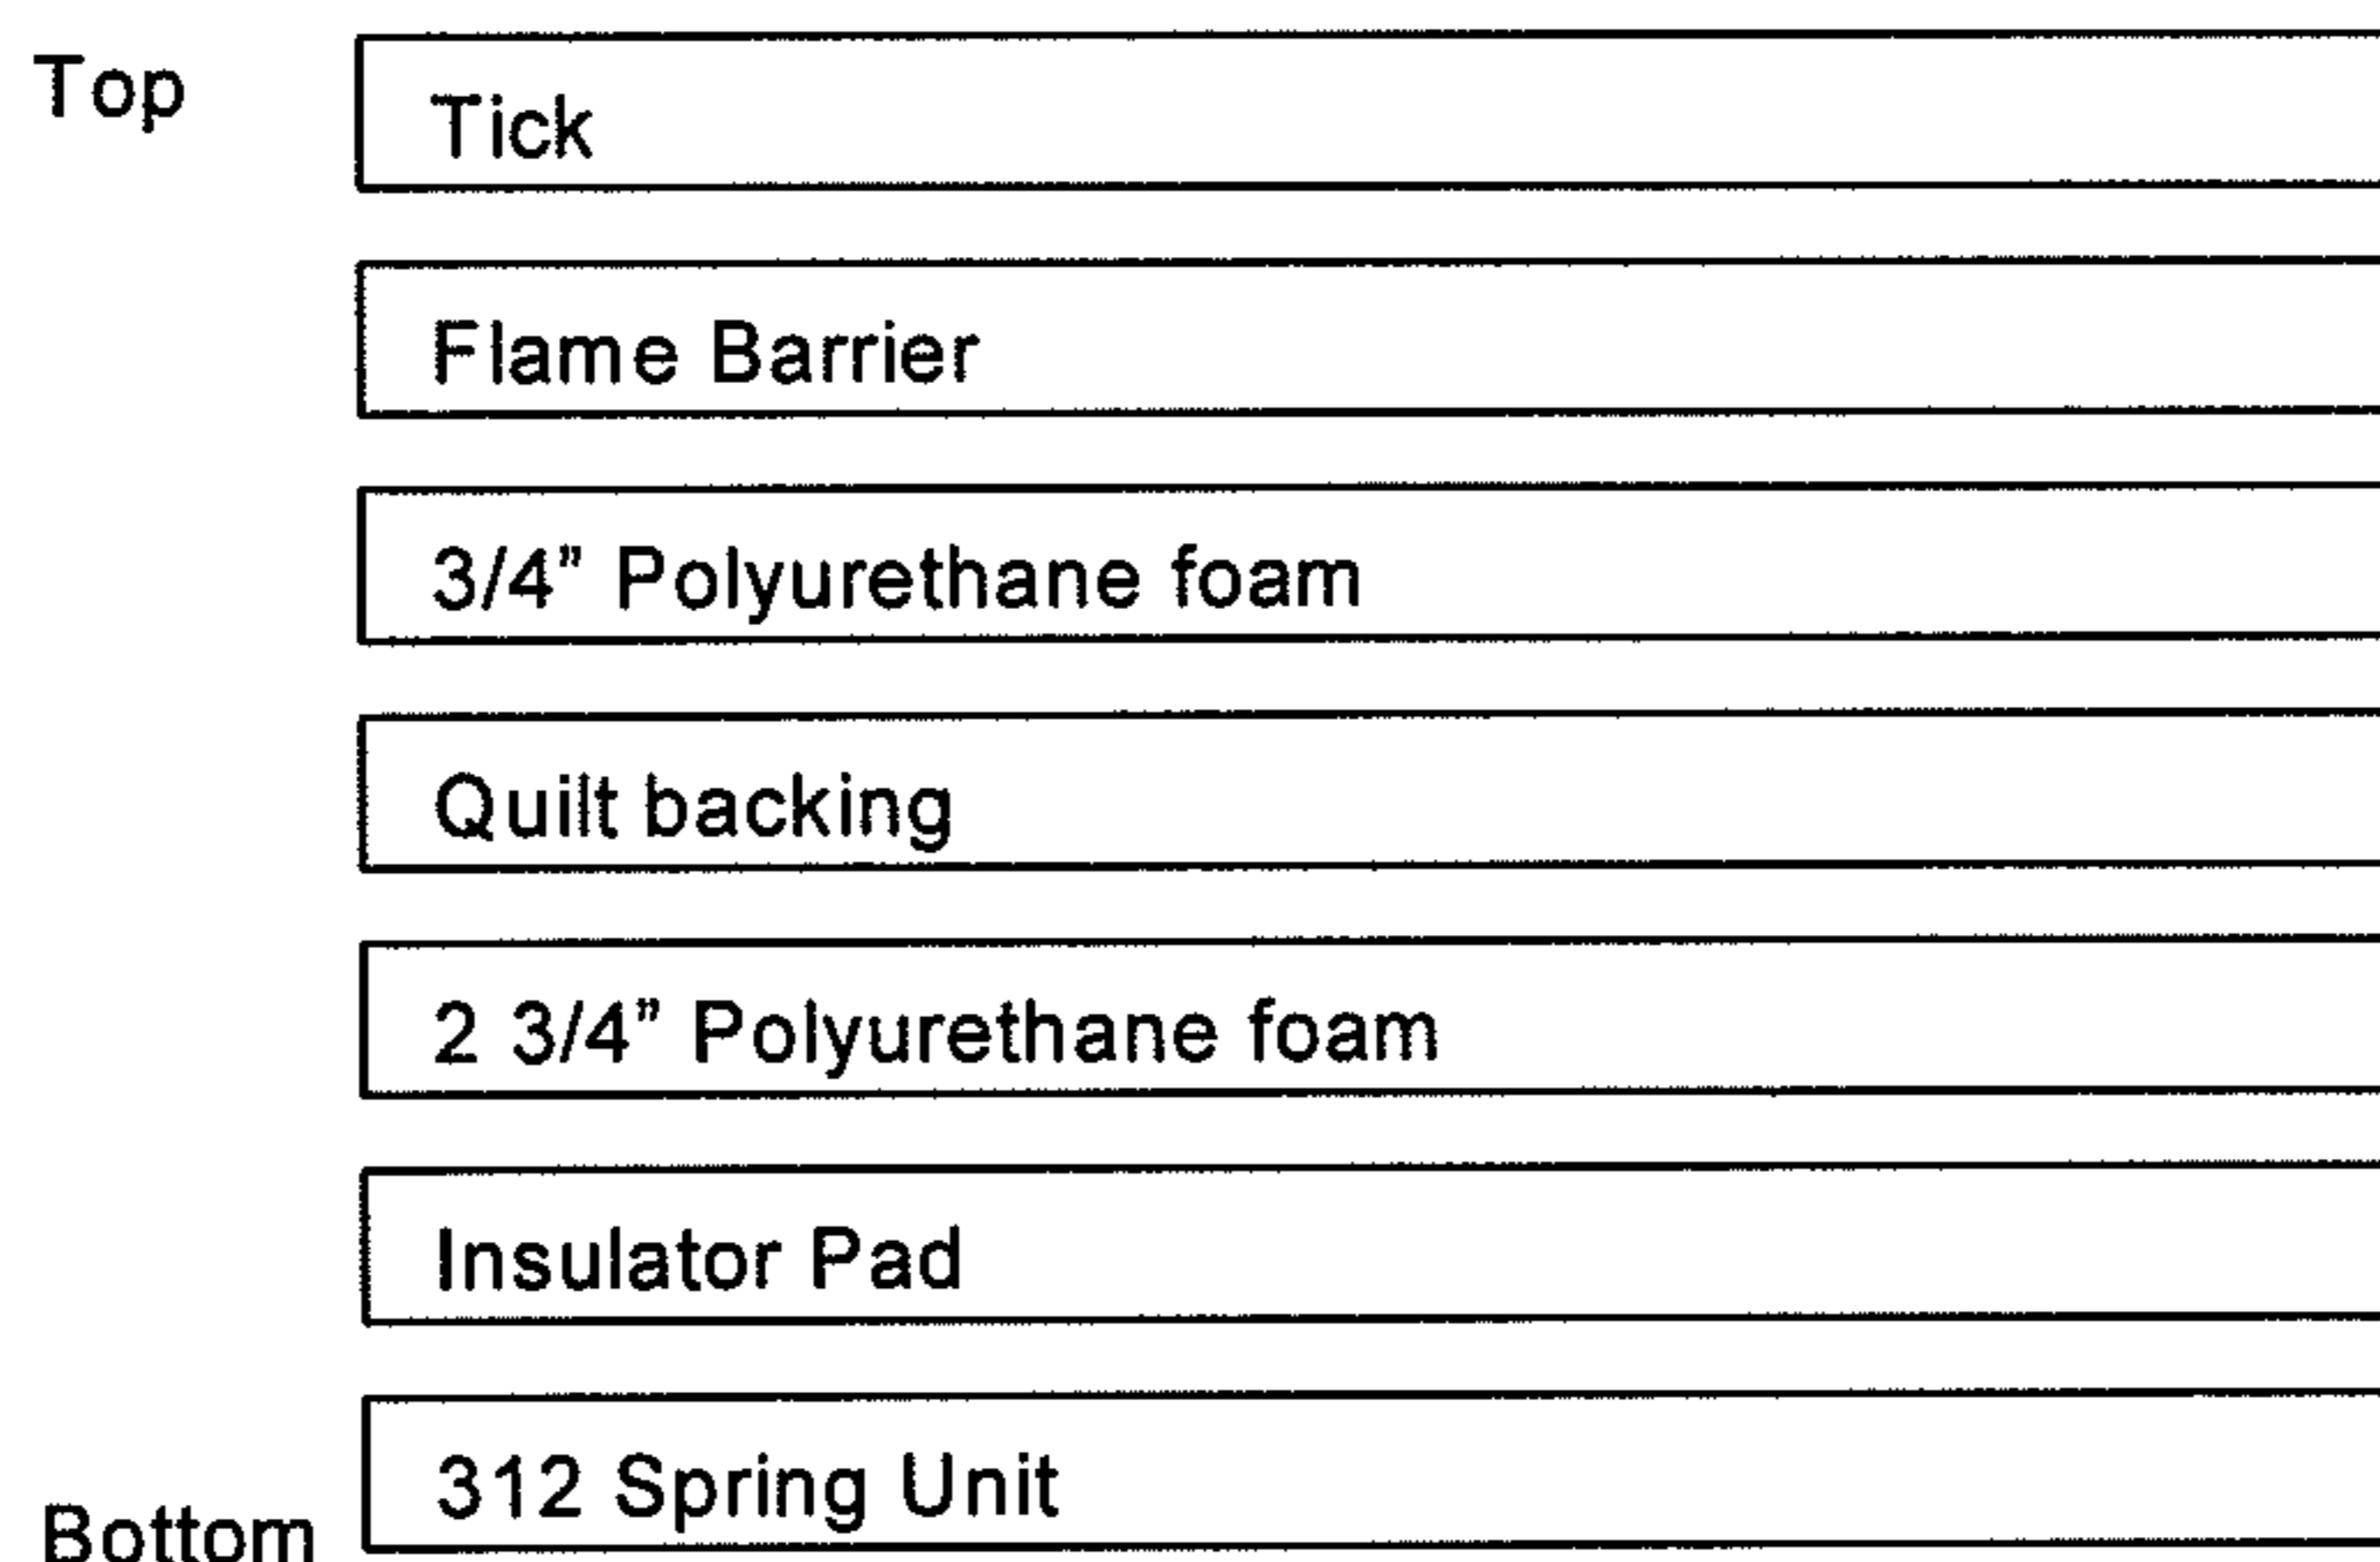 Top
Tick
Flame Barrier
3/4” Polyurethane foam
Quilt backing
2 3/4” Polyurethane foam
Insulator Pad
312 Spring Unit
Bottom